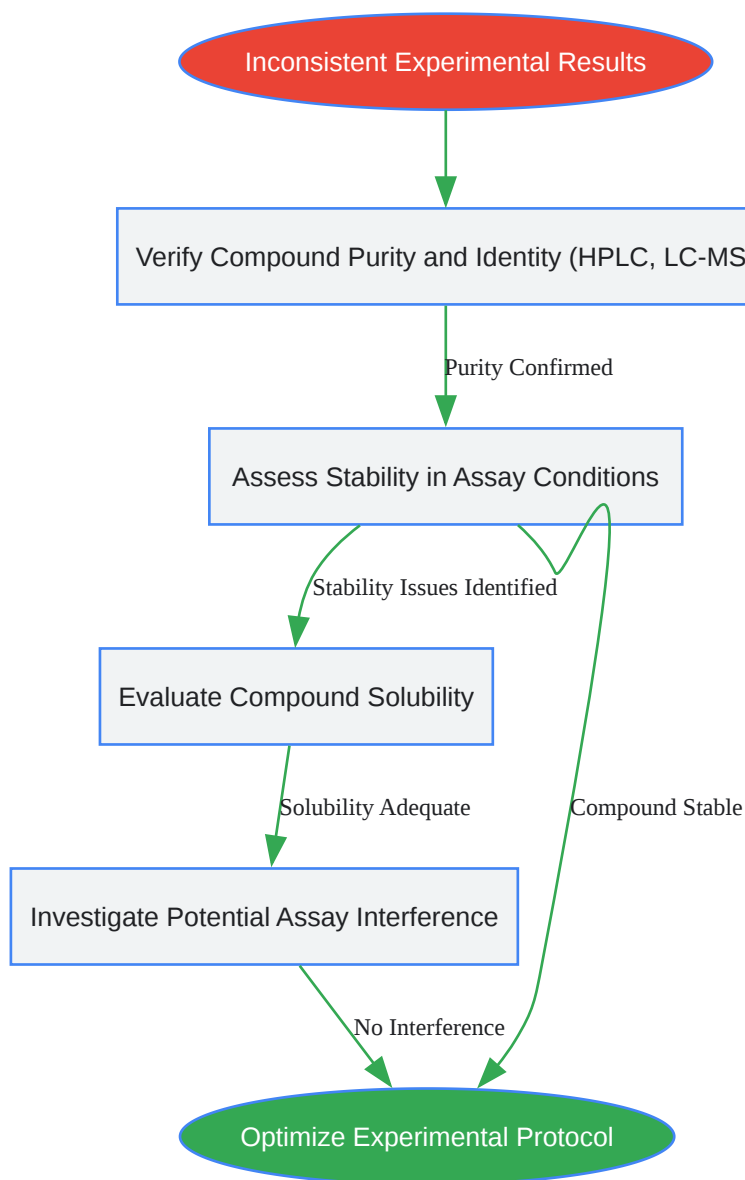 Inconsistent Experimental Results
Verify Compound Purity and Identity (HPLC, LC-MS
Purity Confirmed
Assess Stability in Assay Conditions
Stability Issues Identified
Evaluate Compound Solubility
Solubility Adequate
Compound Stable
Investigate Potential Assay Interference
No Interference
Optimize Experimental Protocol